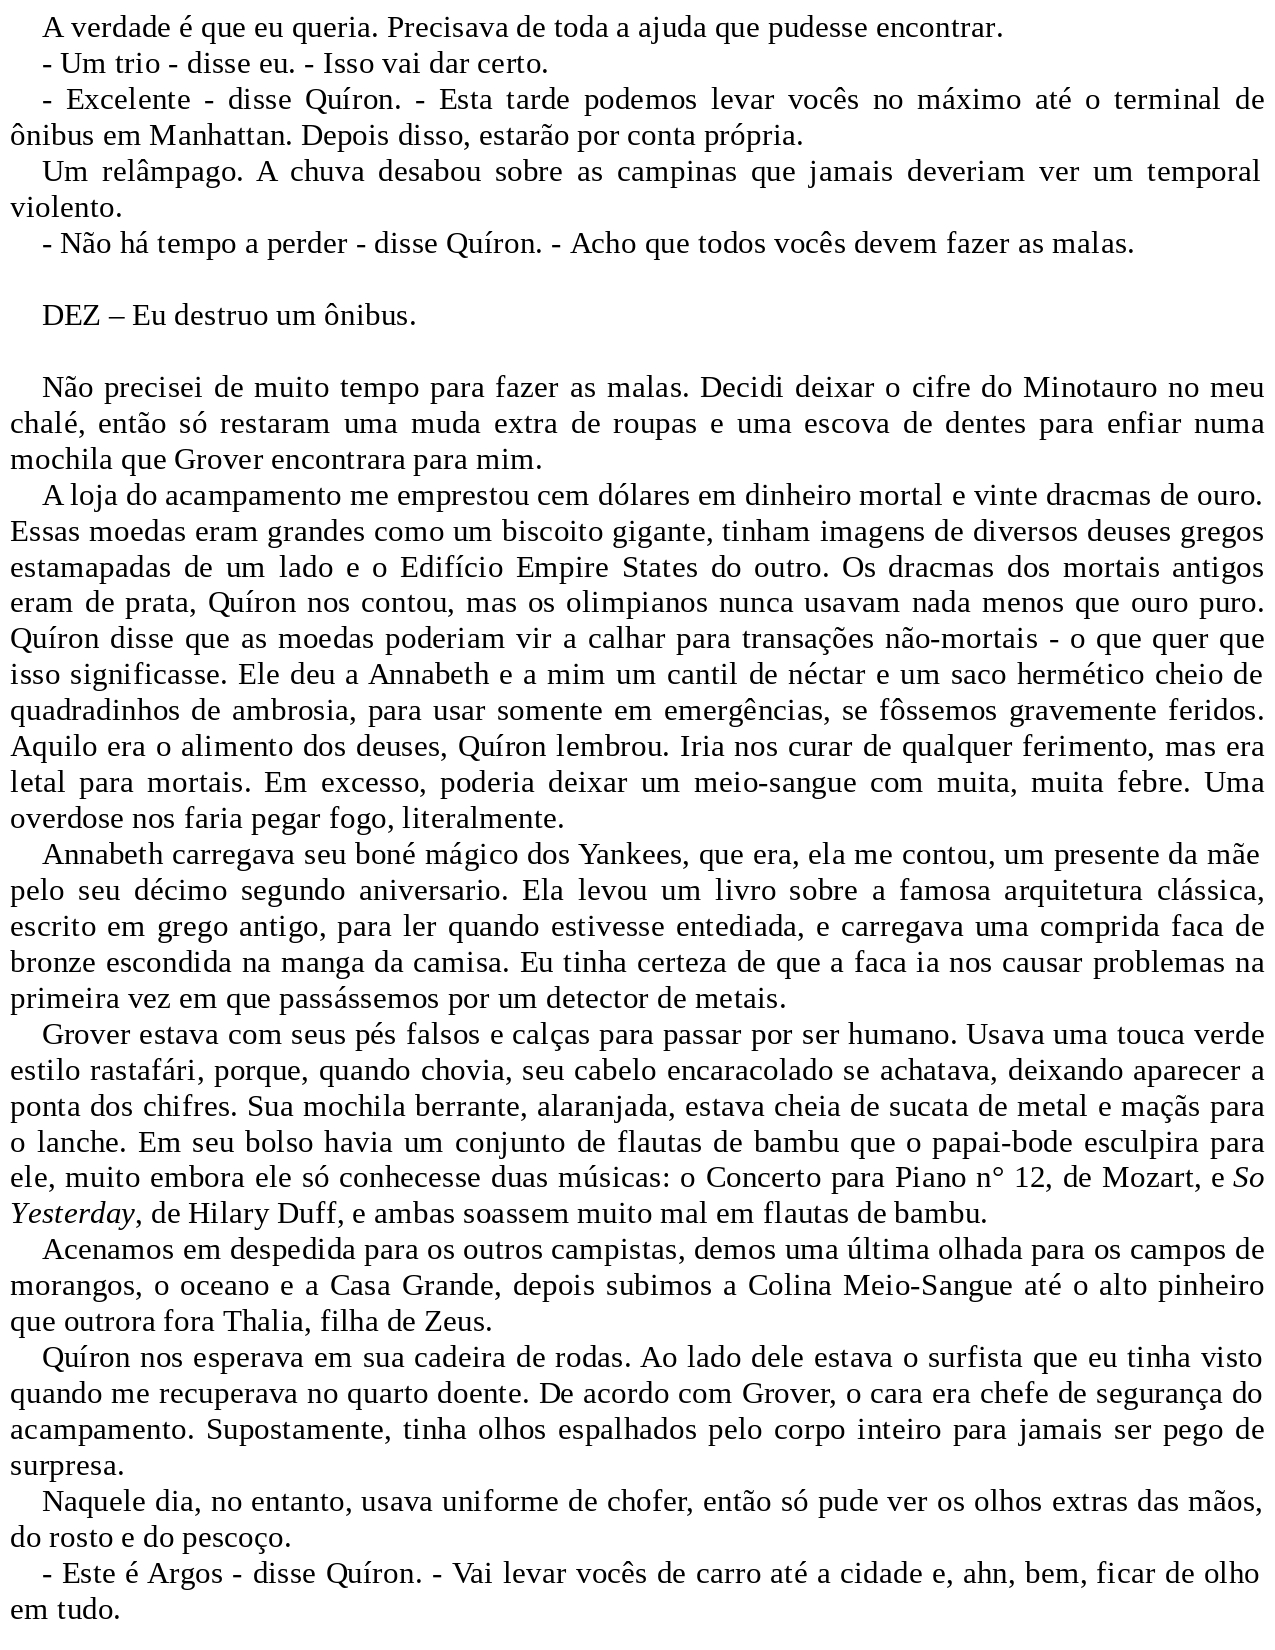 A verdade é que eu queria. Precisava de toda a ajuda que pudesse encontrar.
- Um trio - disse eu. - Isso vai dar certo.
- Excelente - disse Quíron. - Esta tarde podemos levar vocês no máximo até o terminal de
ônibus em Manhattan. Depois disso, estarão por conta própria.
Um relâmpago. A chuva desabou sobre as campinas que jamais deveriam ver um temporal
violento.
- Não há tempo a perder - disse Quíron. - Acho que todos vocês devem fazer as malas.
DEZ – Eu destruo um ônibus.
Não precisei de muito tempo para fazer as malas. Decidi deixar o cifre do Minotauro no meu
chalé, então só restaram uma muda extra de roupas e uma escova de dentes para enfiar numa
mochila que Grover encontrara para mim.
A loja do acampamento me emprestou cem dólares em dinheiro mortal e vinte dracmas de ouro.
Essas moedas eram grandes como um biscoito gigante, tinham imagens de diversos deuses gregos
estamapadas de um lado e o Edifício Empire States do outro. Os dracmas dos mortais antigos
eram de prata, Quíron nos contou, mas os olimpianos nunca usavam nada menos que ouro puro.
Quíron disse que as moedas poderiam vir a calhar para transações não-mortais - o que quer que
isso significasse. Ele deu a Annabeth e a mim um cantil de néctar e um saco hermético cheio de
quadradinhos de ambrosia, para usar somente em emergências, se fôssemos gravemente feridos.
Aquilo era o alimento dos deuses, Quíron lembrou. Iria nos curar de qualquer ferimento, mas era
letal para mortais. Em excesso, poderia deixar um meio-sangue com muita, muita febre. Uma
overdose nos faria pegar fogo, literalmente.
Annabeth carregava seu boné mágico dos Yankees, que era, ela me contou, um presente da mãe
pelo seu décimo segundo aniversario. Ela levou um livro sobre a famosa arquitetura clássica,
escrito em grego antigo, para ler quando estivesse entediada, e carregava uma comprida faca de
bronze escondida na manga da camisa. Eu tinha certeza de que a faca ia nos causar problemas na
primeira vez em que passássemos por um detector de metais.
Grover estava com seus pés falsos e calças para passar por ser humano. Usava uma touca verde
estilo rastafári, porque, quando chovia, seu cabelo encaracolado se achatava, deixando aparecer a
ponta dos chifres. Sua mochila berrante, alaranjada, estava cheia de sucata de metal e maçãs para
o lanche. Em seu bolso havia um conjunto de flautas de bambu que o papai-bode esculpira para
ele, muito embora ele só conhecesse duas músicas: o Concerto para Piano n° 12, de Mozart, e So
Yesterday, de Hilary Duff, e ambas soassem muito mal em flautas de bambu.
Acenamos em despedida para os outros campistas, demos uma última olhada para os campos de
morangos, o oceano e a Casa Grande, depois subimos a Colina Meio-Sangue até o alto pinheiro
que outrora fora Thalia, filha de Zeus.
Quíron nos esperava em sua cadeira de rodas. Ao lado dele estava o surfista que eu tinha visto
quando me recuperava no quarto doente. De acordo com Grover, o cara era chefe de segurança do
acampamento. Supostamente, tinha olhos espalhados pelo corpo inteiro para jamais ser pego de
surpresa.
Naquele dia, no entanto, usava uniforme de chofer, então só pude ver os olhos extras das mãos,
do rosto e do pescoço.
- Este é Argos - disse Quíron. - Vai levar vocês de carro até a cidade e, ahn, bem, ficar de olho
em tudo.